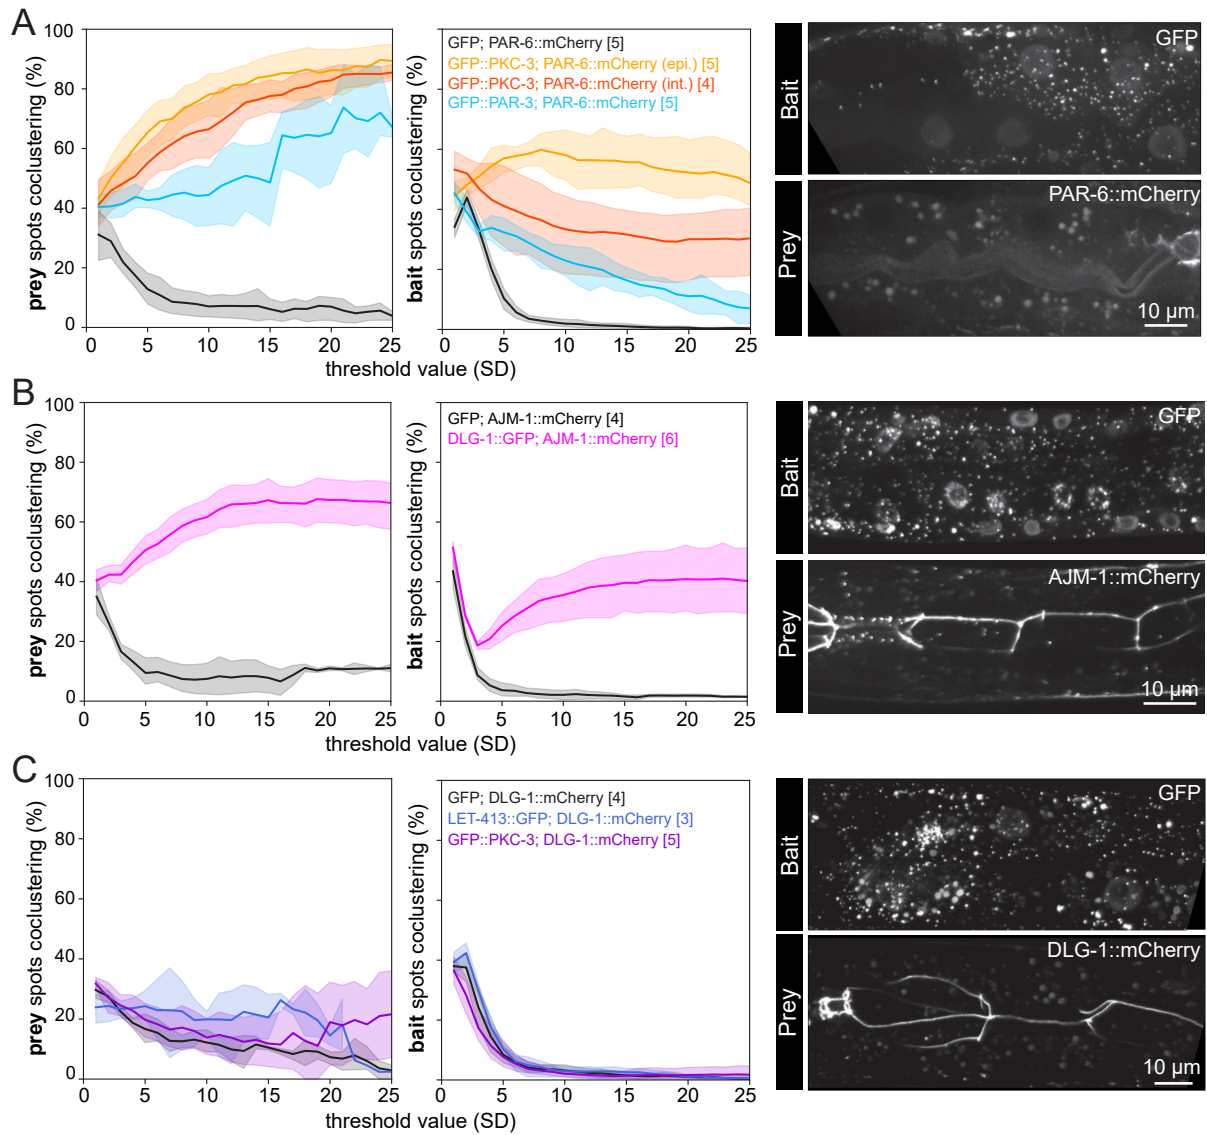 A
100
80
60
40
20
0
prey spots coclustering (%)
0 5 10 15 20 25
bait spots coclustering (%)
GFP; PAR-6::mCherry [5]
GFP::PKC-3; PAR-6::mCherry (epi.) [5]
GFP::PKC-3; PAR-6::mCherry (int.) [4]
GFP::PAR-3; PAR-6::mCherry [5]
0 5 10 15 20 25
threshold value (SD)
Bait
GFP
Prey
PAR-6::mCherry
10 µm
B
100
80
60
40
20
0
prey spots coclustering (%)
0 5 10 15 20 25
bait spots coclustering (%)
GFP; AJM-1::mCherry [4]
DLG-1::GFP; AJM-1::mCherry [6]
0 5 10 15 20 25
threshold value (SD)
Bait
GFP
Prey
AJM-1::mCherry
10 µm
C
100
80
60
40
20
0
prey spots coclustering (%)
0 5 10 15 20 25
bait spots coclustering (%)
GFP; DLG-1::mCherry [4]
LET-413::GFP; DLG-1::mCherry [3]
GFP::PKC-3; DLG-1::mCherry [5]
0 5 10 15 20 25
threshold value (SD)
Bait
GFP
Prey
DLG-1::mCherry
10 µm